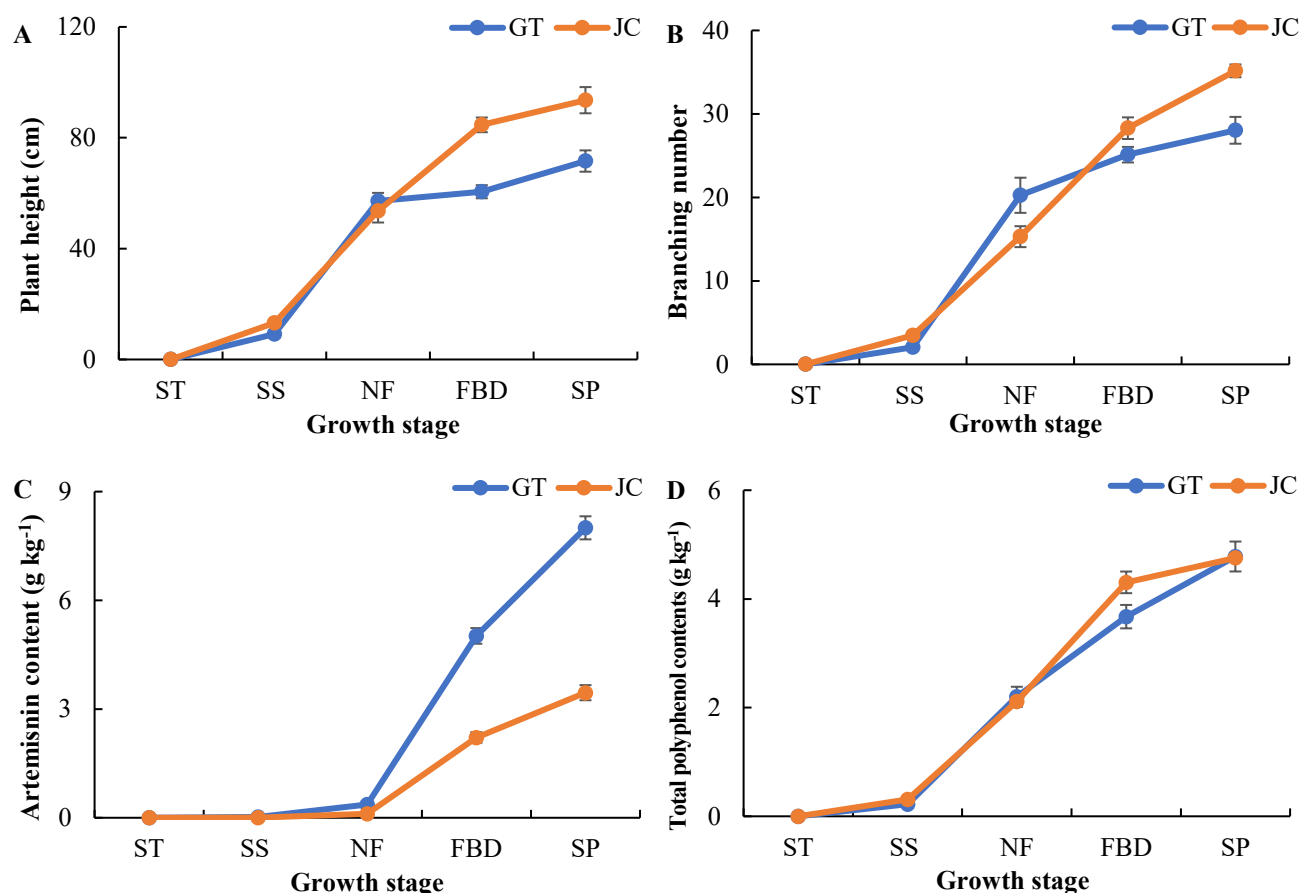 A
GT JC
120
80
40
0
Plant height (cm)
ST SS NF FBD SP
Growth stage
B
GT JC
40
30
20
10
0
Branching number
ST SS NF FBD SP
Growth stage
C
GT JC
9
6
3
0
Artemisnin content (g kg⁻¹)
ST SS NF FBD SP
Growth stage
D
GT JC
6
4
2
0
Total polyphenol contents (g kg⁻¹)
ST SS NF FBD SP
Growth stage